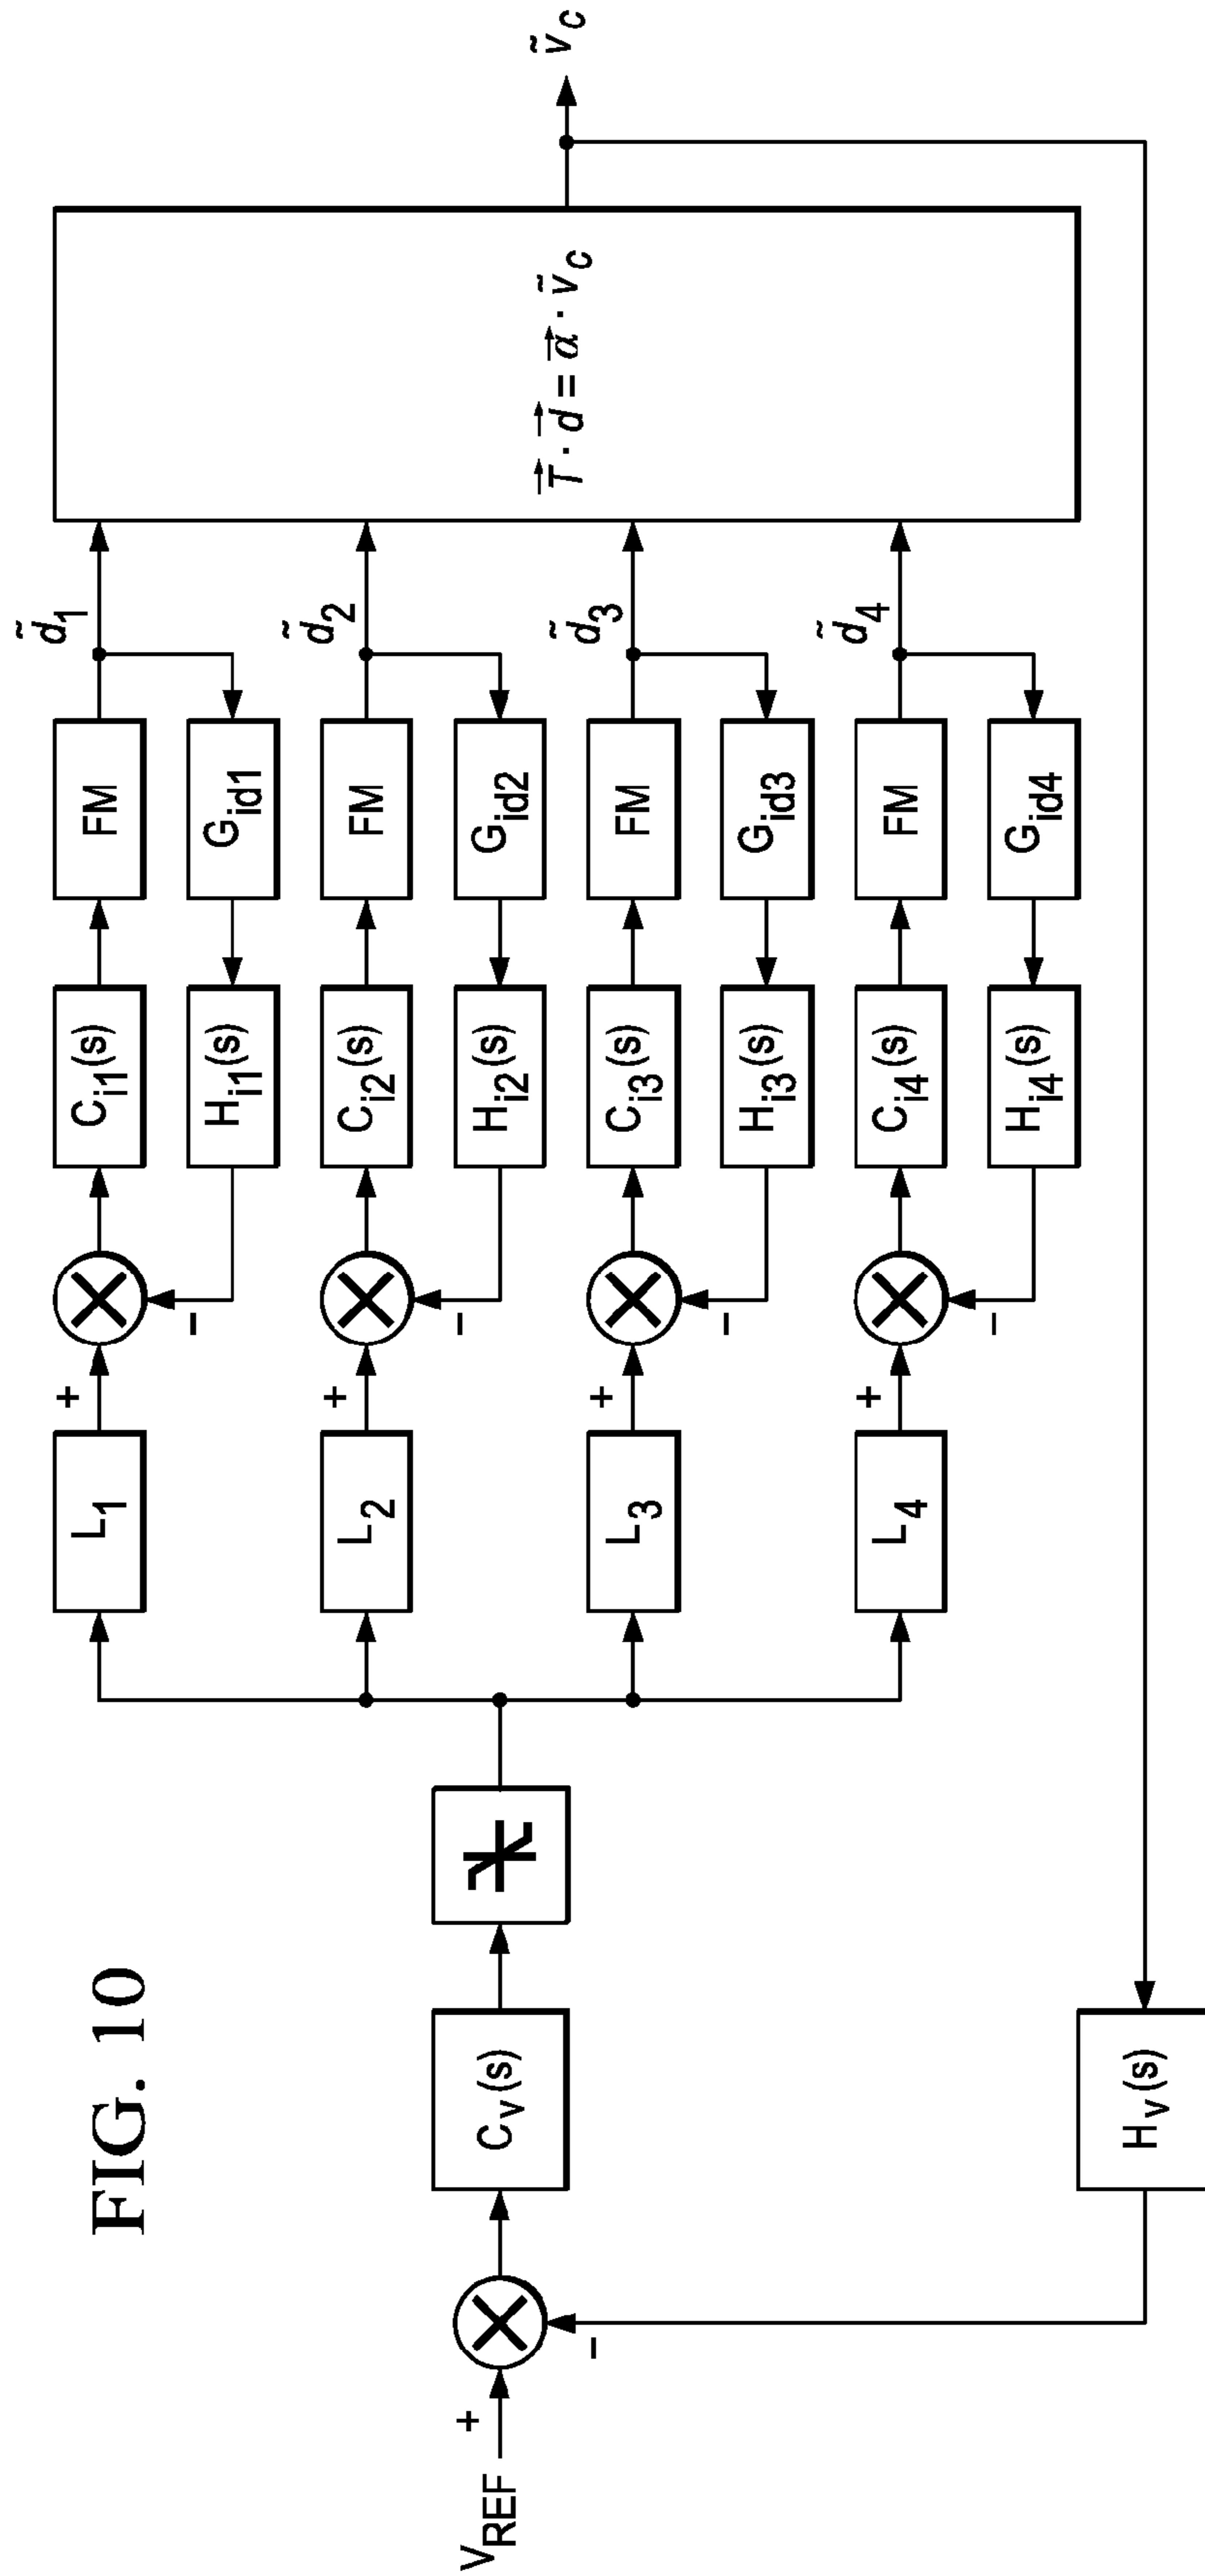 FIG. 10
V_REF
+
−
C_v(s)
H_v(s)
L_1
+
−
C_i1(s)
FM
H_i1(s)
G_id1
d̃_1
L_2
+
−
C_i2(s)
FM
H_i2(s)
G_id2
d̃_2
L_3
+
−
C_i3(s)
FM
H_i3(s)
G_id3
d̃_3
L_4
+
−
C_i4(s)
FM
H_i4(s)
G_id4
d̃_4
T⃗ · d⃗ = α⃗ · ṽ_c
ṽ_c